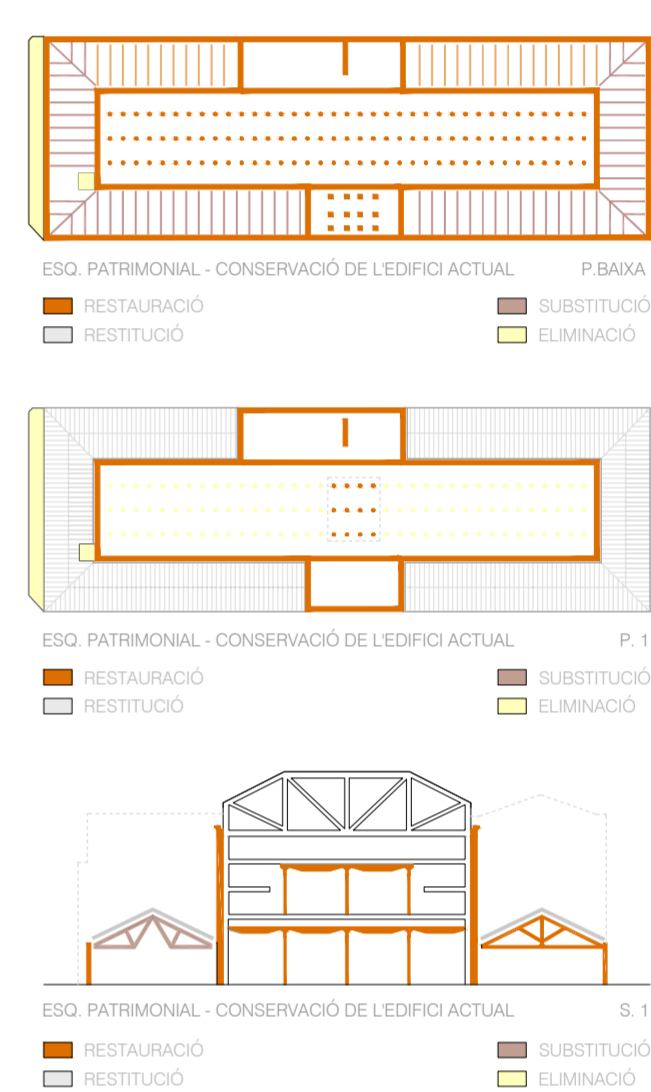 ESQ. PATRIMONIAL - CONSERVACIÓ DE L'EDIFICI ACTUAL P.BAIXA
RESTAURACIÓ SUBSTITUCIÓ
RESTITUCIÓ ELIMINACIÓ
ESQ. PATRIMONIAL - CONSERVACIÓ DE L'EDIFICI ACTUAL P. 1
RESTAURACIÓ SUBSTITUCIÓ
RESTITUCIÓ ELIMINACIÓ
ESQ. PATRIMONIAL - CONSERVACIÓ DE L'EDIFICI ACTUAL S. 1
RESTAURACIÓ SUBSTITUCIÓ
RESTITUCIÓ ELIMINACIÓ